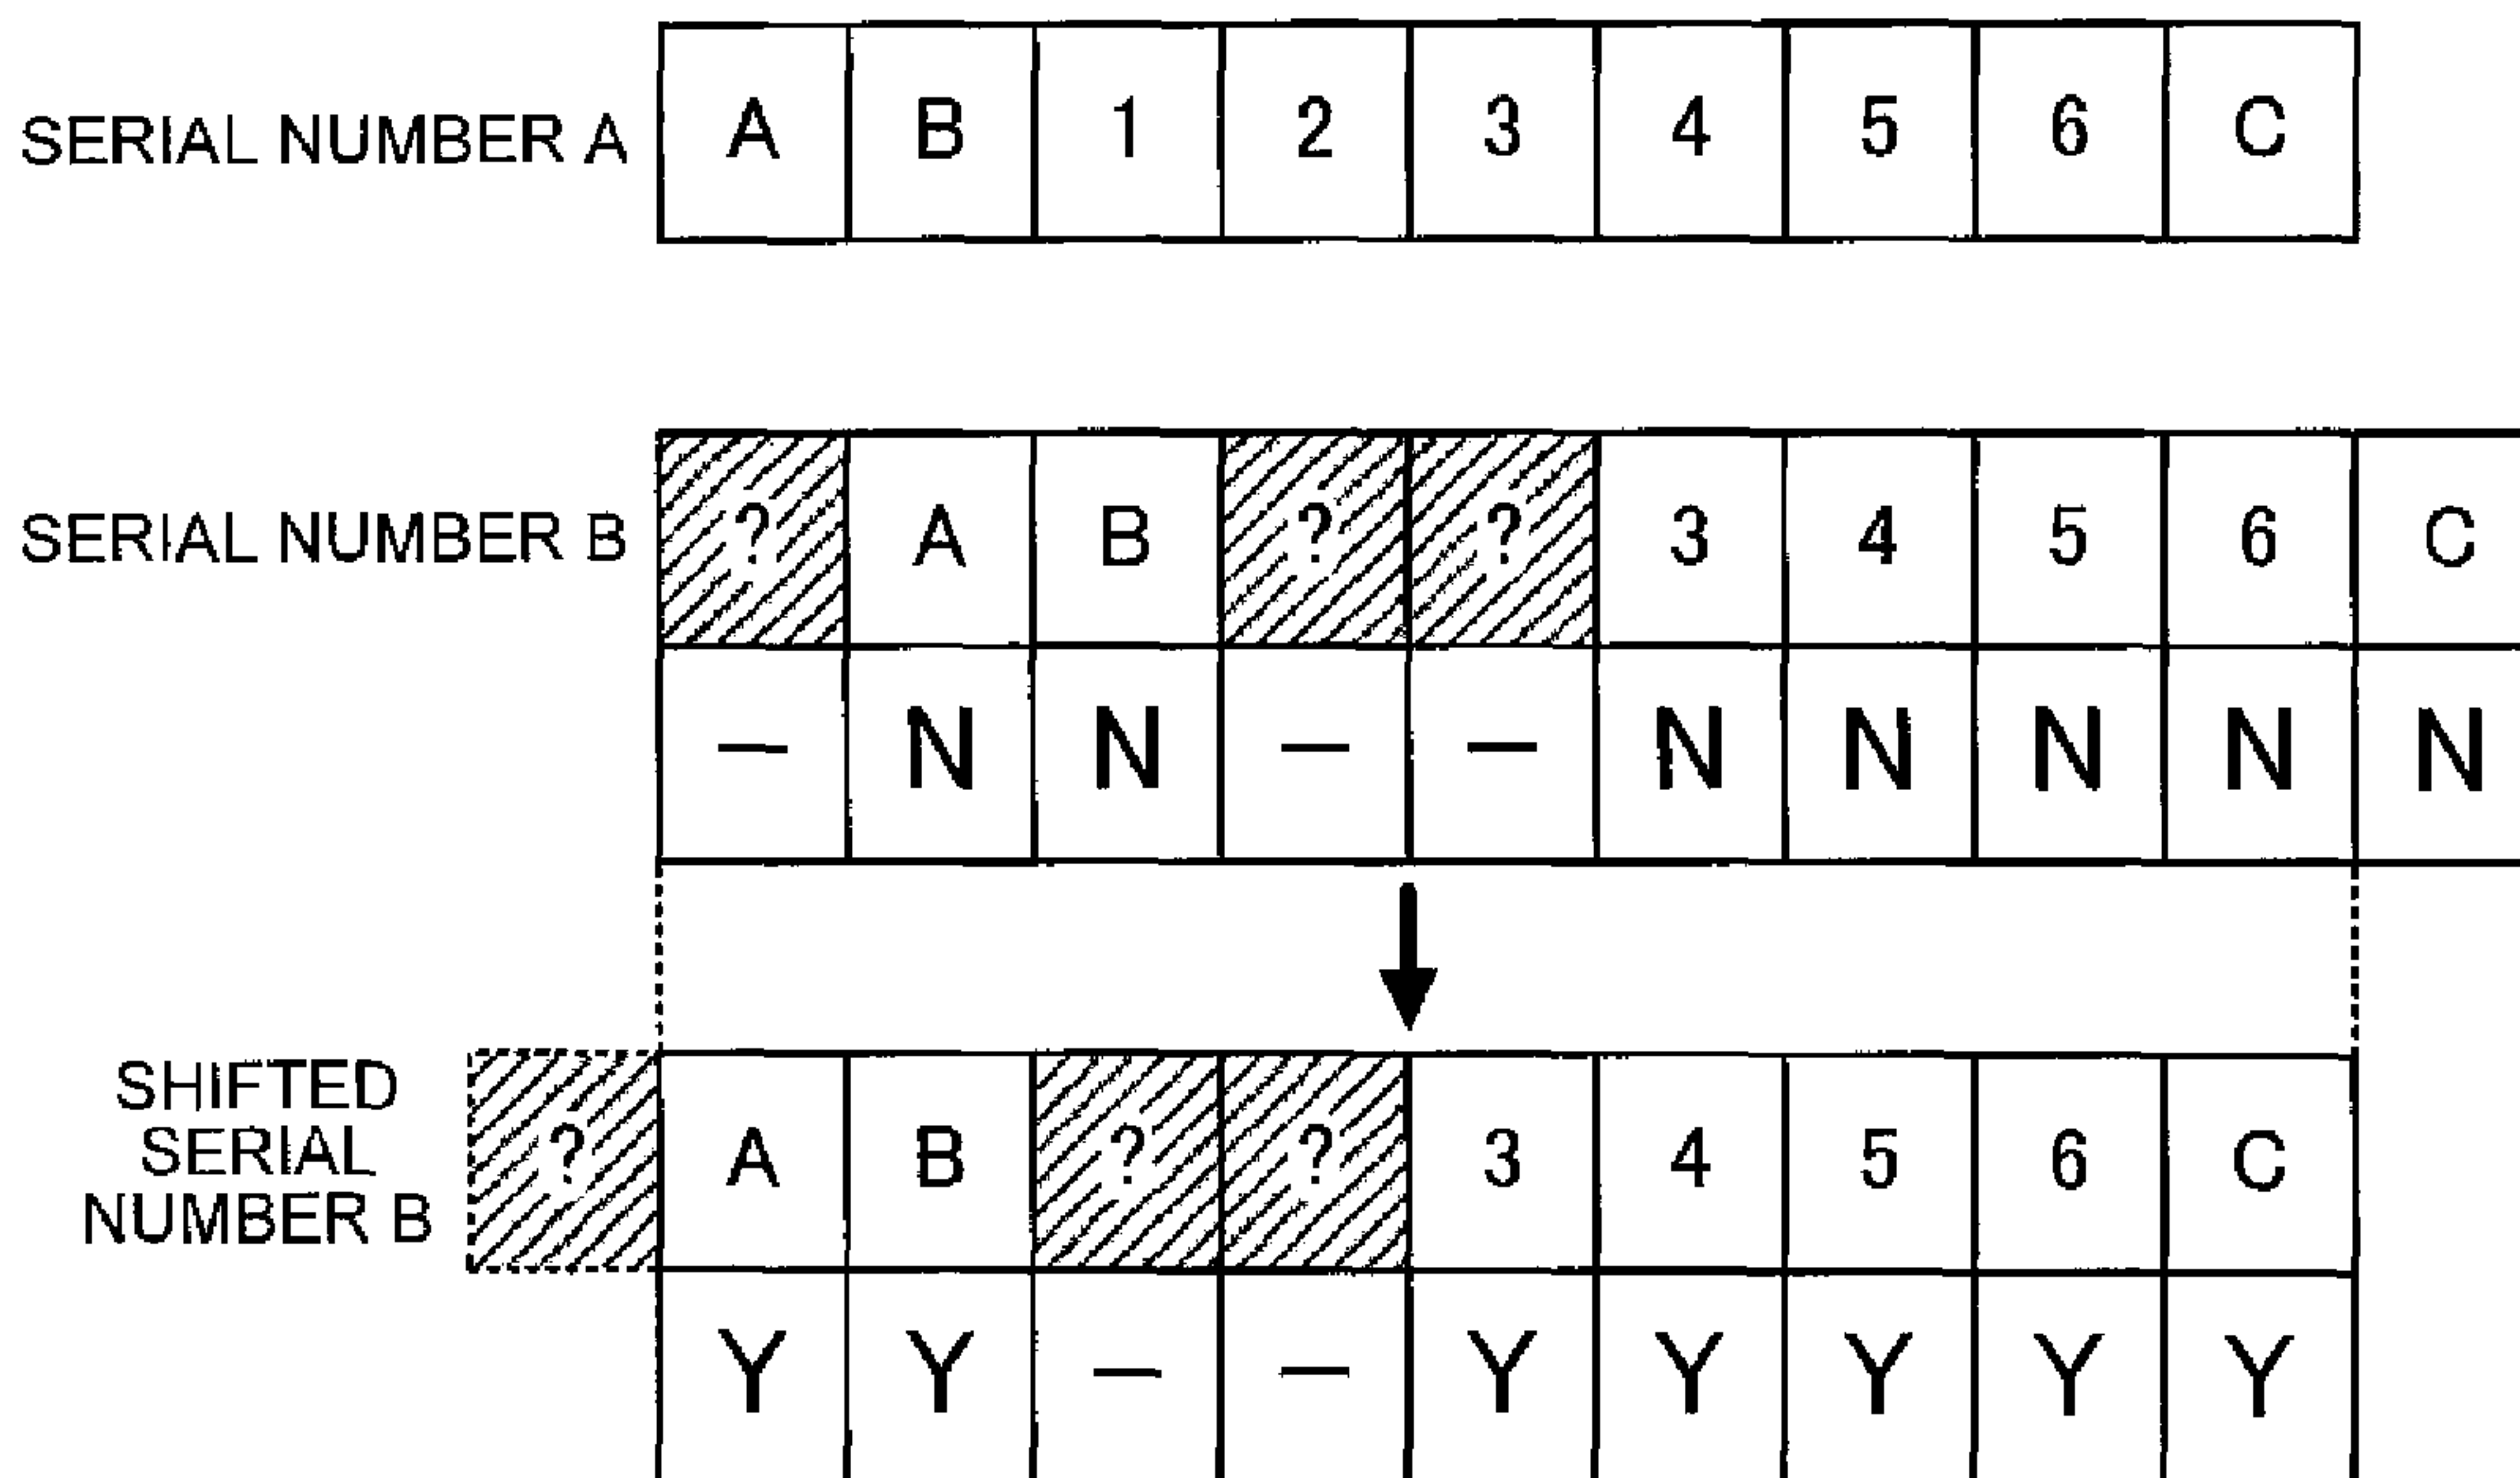 SERIAL NUMBER A A B 1 2 3 4 5 6 C
SERIAL NUMBER B ? A B ? ? 3 4 5 6 C
— N N — — N N N N N
SHIFTED
SERIAL
NUMBER B
? A B ? ? 3 4 5 6 C
Y Y — — Y Y Y Y Y